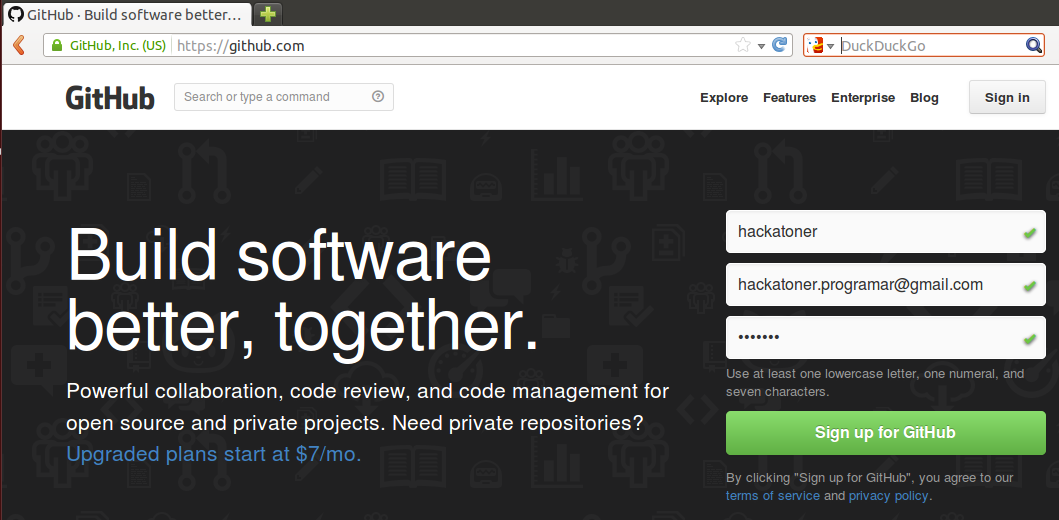 GitHub · Build software better...
GitHub, Inc. (US)
https://github.com
DuckDuckGo
GitHub
Search or type a command
?
Explore
Features
Enterprise
Blog
Sign in
Build software
better, together.
Powerful collaboration, code review, and code management for
open source and private projects. Need private repositories?
Upgraded plans start at $7/mo.
hackatoner
hackatoner.programar@gmail.com
•••••••
Use at least one lowercase letter, one numeral, and
seven characters.
Sign up for GitHub
By clicking "Sign up for GitHub", you agree to our
terms of service and privacy policy.